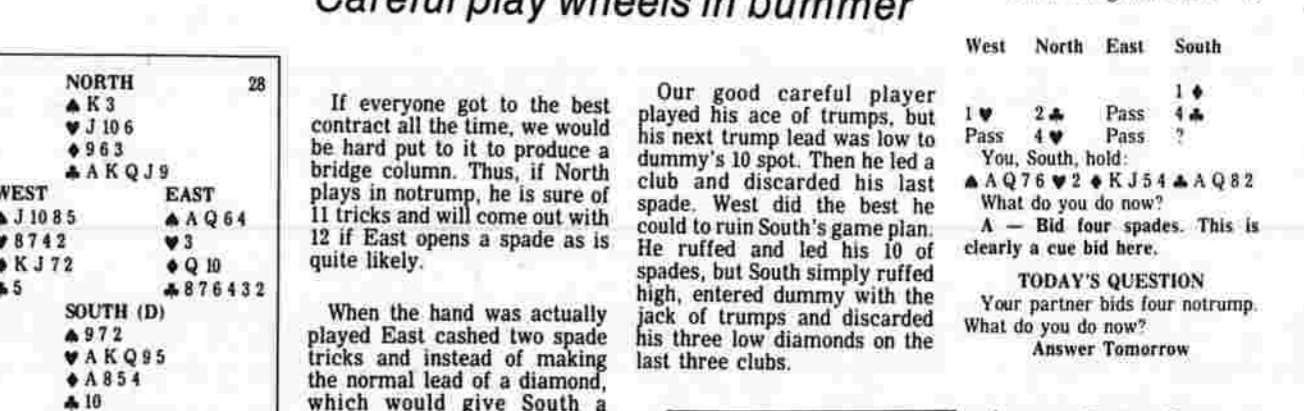 Careful play wheels in bummer
NORTH 28
♠ K 3
♥ J 10 6
♦ 9 6 3
♣ A K Q J 9
WEST EAST
♠ J 10 8 5 ♠ A Q 6 4
♥ 8 7 4 2 ♥ 3
♦ K J 7 2 ♦ Q 10
♣ 5 ♣ 8 7 6 4 3 2
SOUTH (D)
♠ 9 7 2
♥ A K Q 9 5
♦ A 8 5 4
♣ 10
If everyone got to the best
contract all the time, we would
be hard put to it to produce a
bridge column. Thus, if North
plays in notrump, he is sure of
11 tricks and will come out with
12 if East opens a spade as is
quite likely.
When the hand was actually
played East cashed two spade
tricks and instead of making
the normal lead of a diamond,
which would give South a
Our good careful player
played his ace of trumps, but
his next trump lead was low to
dummy's 10 spot. Then he led a
club and discarded his last
spade. West did the best he
could to ruin South's game plan.
He ruffed and led his 10 of
spades, but South simply ruffed
high, entered dummy with the
jack of trumps and discarded
his three low diamonds on the
last three clubs.
West North East South
1 ♦
1 ♥ 2 ♣ Pass 4 ♣
Pass 4 ♥ Pass ?
You, South, hold:
♠ A Q 7 6 ♥ 2 ♦ K J 5 4 ♣ A Q 8 2
What do you do now?
A — Bid four spades. This is
clearly a cue bid here.
TODAY'S QUESTION
Your partner bids four notrump.
What do you do now?
Answer Tomorrow